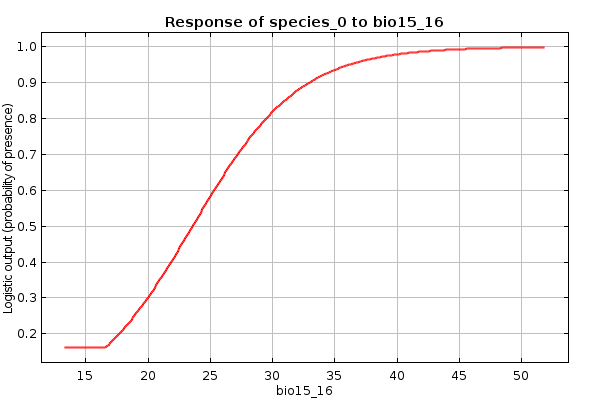 Response of species_0 to bio15_16
Logistic output (probability of presence)
1.0
0.9
0.8
0.7
0.6
0.5
0.4
0.3
0.2
15 20 25 30 35 40 45 50
bio15_16